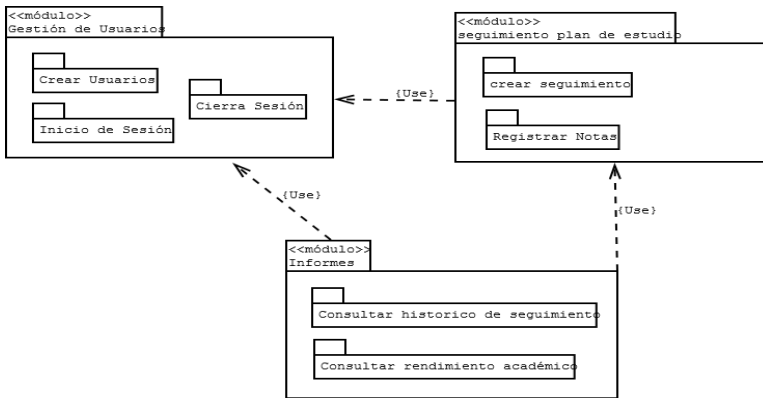 <<módulo>>
Gestión de Usuarios
Crear Usuarios
Cierra Sesión
Inicio de Sesión
{Use}
<<módulo>>
seguimiento plan de estudio
crear seguimiento
Registrar Notas
{Use}
{Use}
<<módulo>>
Informes
Consultar historico de seguimiento
Consultar rendimiento académico